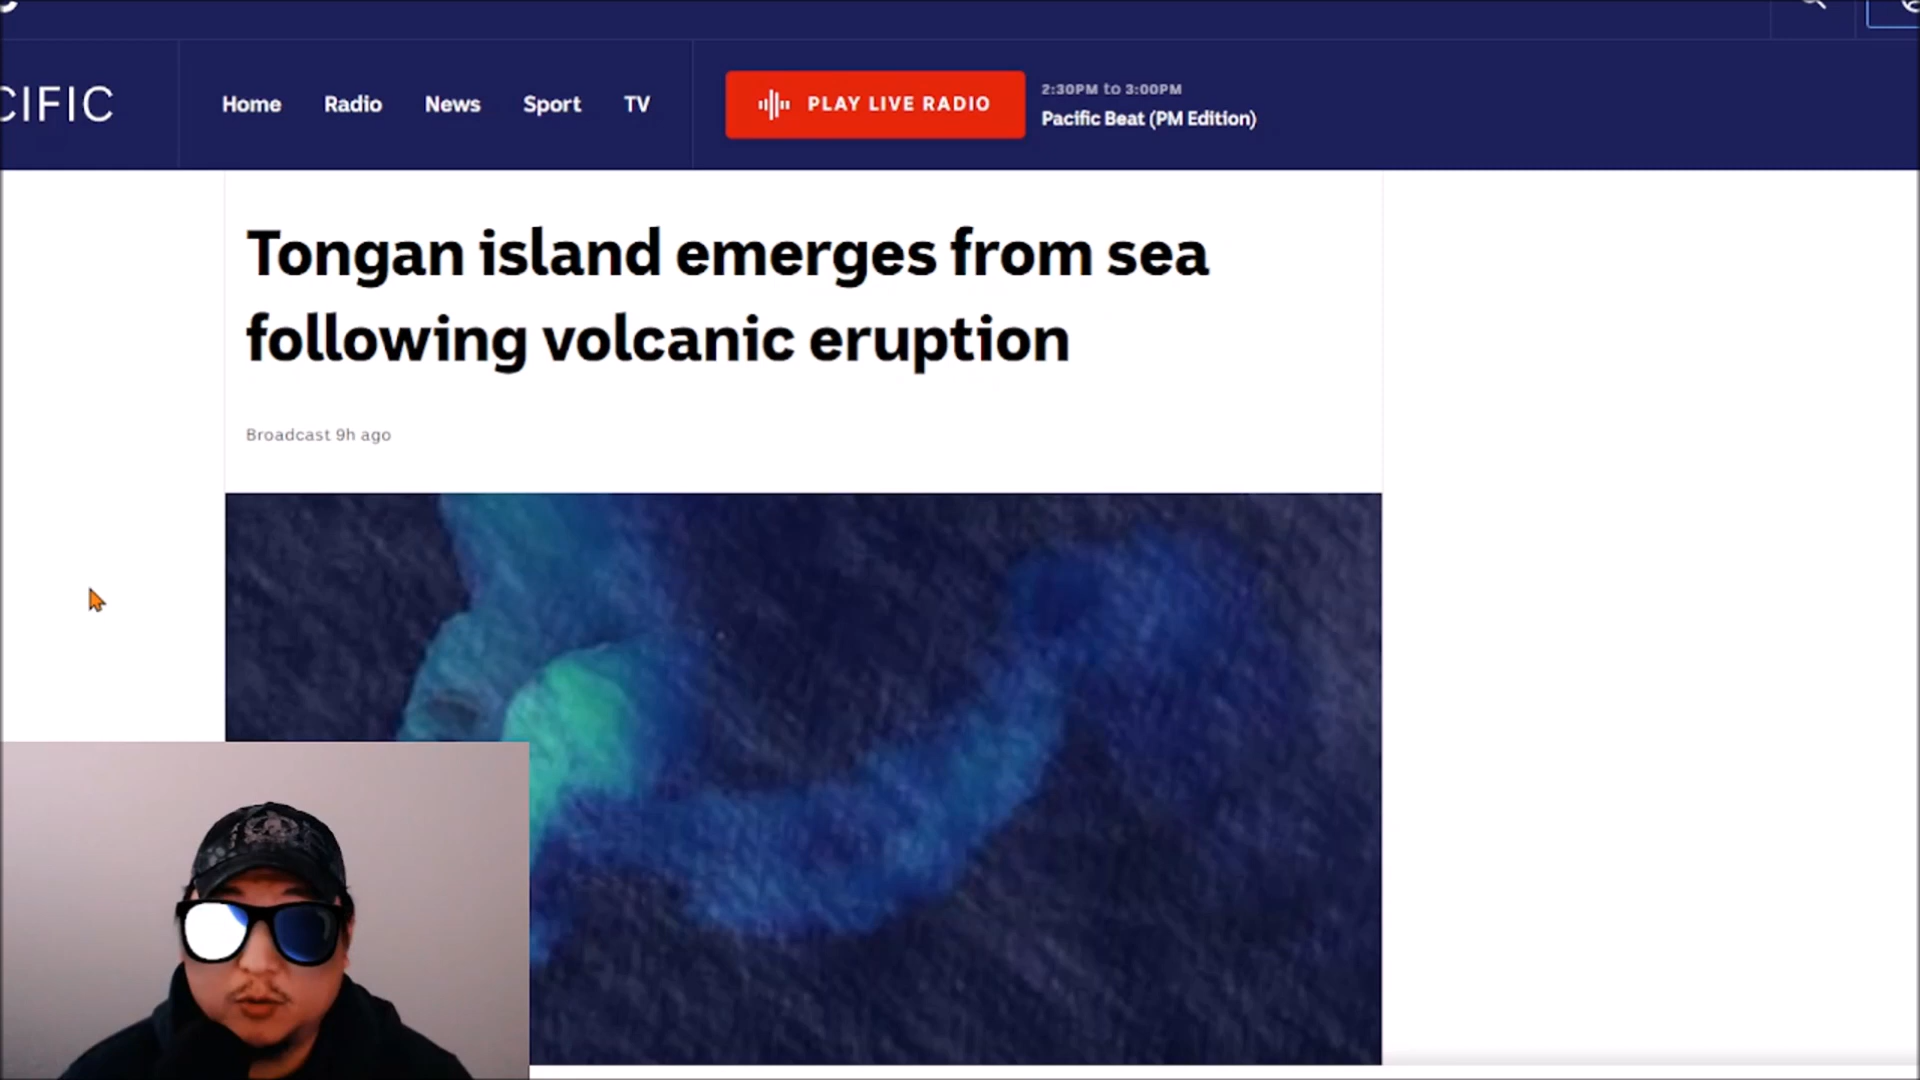 CIFIC
Home
Radio
News
Sport
TV
PLAY LIVE RADIO
2:30PM to 3:00PM
Pacific Beat (PM Edition)
Tongan island emerges from sea
following volcanic eruption
Broadcast 9h ago